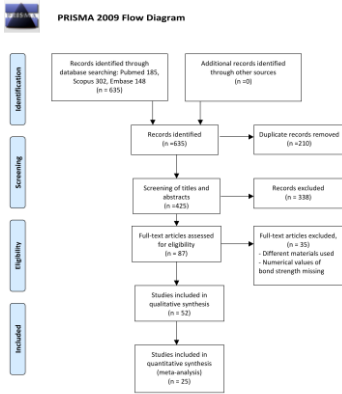 PRISMA 2009 Flow Diagram
Identification
Records identified through
database searching: Pubmed 185,
Scopus 302, Embase 148
(n = 635)
Additional records identified
through other sources
(n =0)
Records identified
(n =635)
Duplicate records removed
(n =210)
Screening
Screening of titles and
abstracts
(n =425)
Records excluded
(n = 338)
Eligibility
Full-text articles assessed
for eligibility
(n = 87)
Full-text articles excluded,
(n = 35)
- Different materials used
- Numerical values of
bond strength missing
Included
Studies included in
qualitative synthesis
(n = 52)
Studies included in
quantitative synthesis
(meta-analysis)
(n = 25)